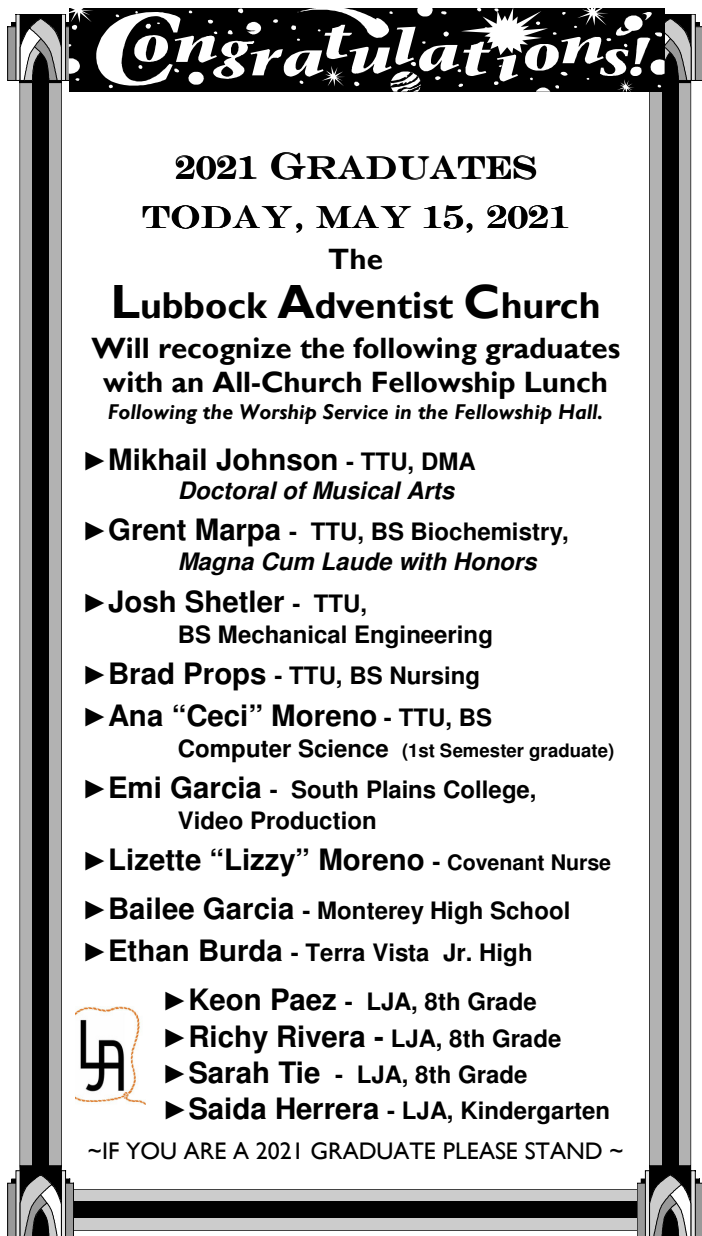 Congratulations!
2021 GRADUATES
TODAY, MAY 15, 2021
The
Lubbock Adventist Church
Will recognize the following graduates
with an All-Church Fellowship Lunch
Following the Worship Service in the Fellowship Hall.
►Mikhail Johnson - TTU, DMA
Doctoral of Musical Arts
►Grent Marpa - TTU, BS Biochemistry,
Magna Cum Laude with Honors
►Josh Shetler - TTU,
BS Mechanical Engineering
►Brad Props - TTU, BS Nursing
►Ana “Ceci” Moreno - TTU, BS
Computer Science (1st Semester graduate)
►Emi Garcia - South Plains College,
Video Production
►Lizette “Lizzy” Moreno - Covenant Nurse
►Bailee Garcia - Monterey High School
►Ethan Burda - Terra Vista Jr. High
LJA
►Keon Paez - LJA, 8th Grade
►Richy Rivera - LJA, 8th Grade
►Sarah Tie - LJA, 8th Grade
►Saida Herrera - LJA, Kindergarten
~IF YOU ARE A 2021 GRADUATE PLEASE STAND ~